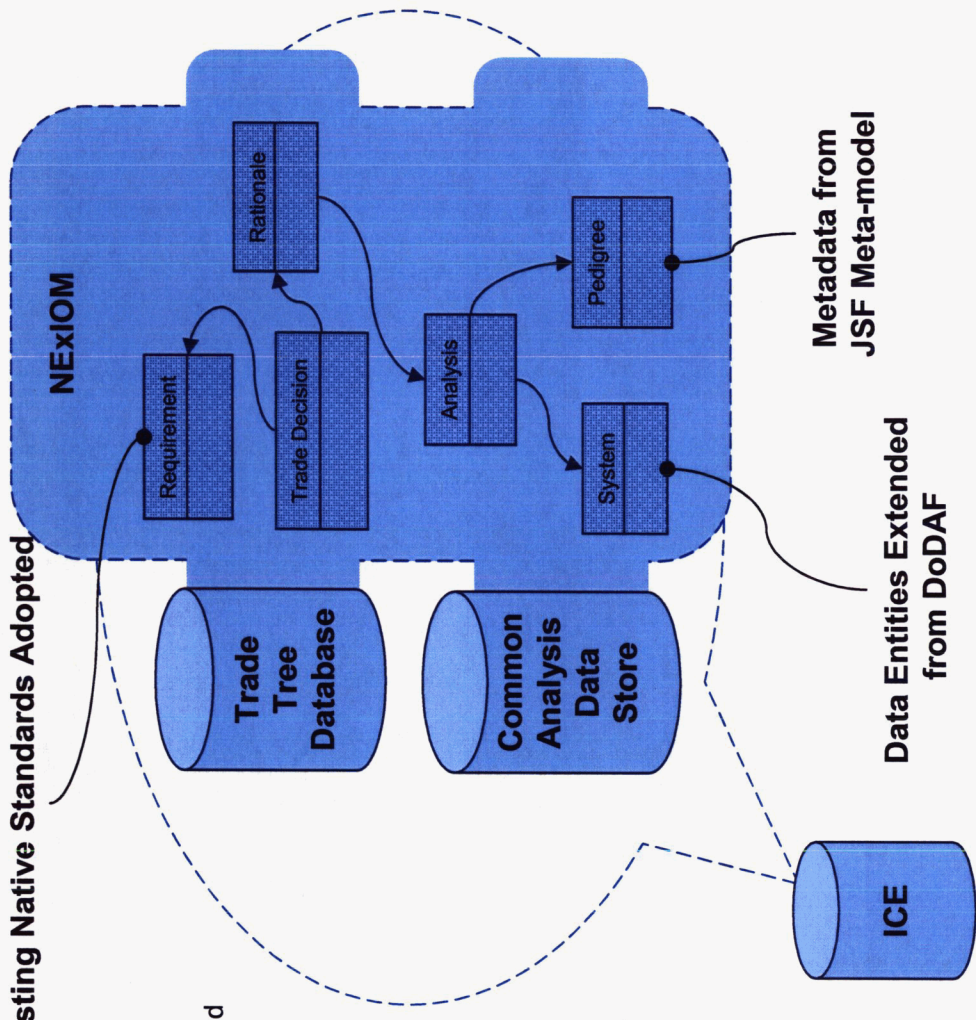 sting Native Standards Adopted
NExIOM
Requirement
Trade Decision
Rationale
Analysis
System
Pedigree
Trade
Tree
Database
Common
Analysis
Data
Store
Metadata from
JSF Meta-model
Data Entities Extended
from DoDAF
ICE
d